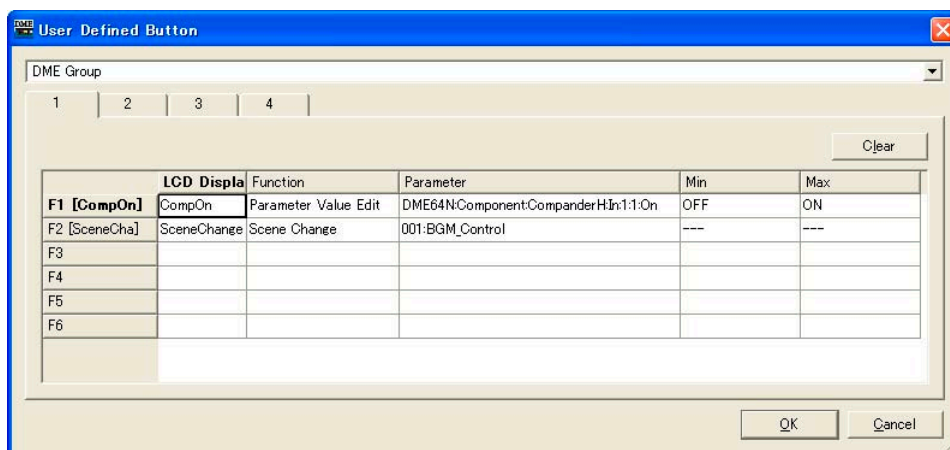 User Defined Button
DME Group
1 2 3 4
Clear
LCD Displa Function Parameter Min Max
F1 [CompOn] CompOn Parameter Value Edit DME64N:Component:CompanderH:In:1:1:On OFF ON
F2 [SceneCha] SceneChange Scene Change 001:BGM_Control --- ---
F3
F4
F5
F6
OK Cancel